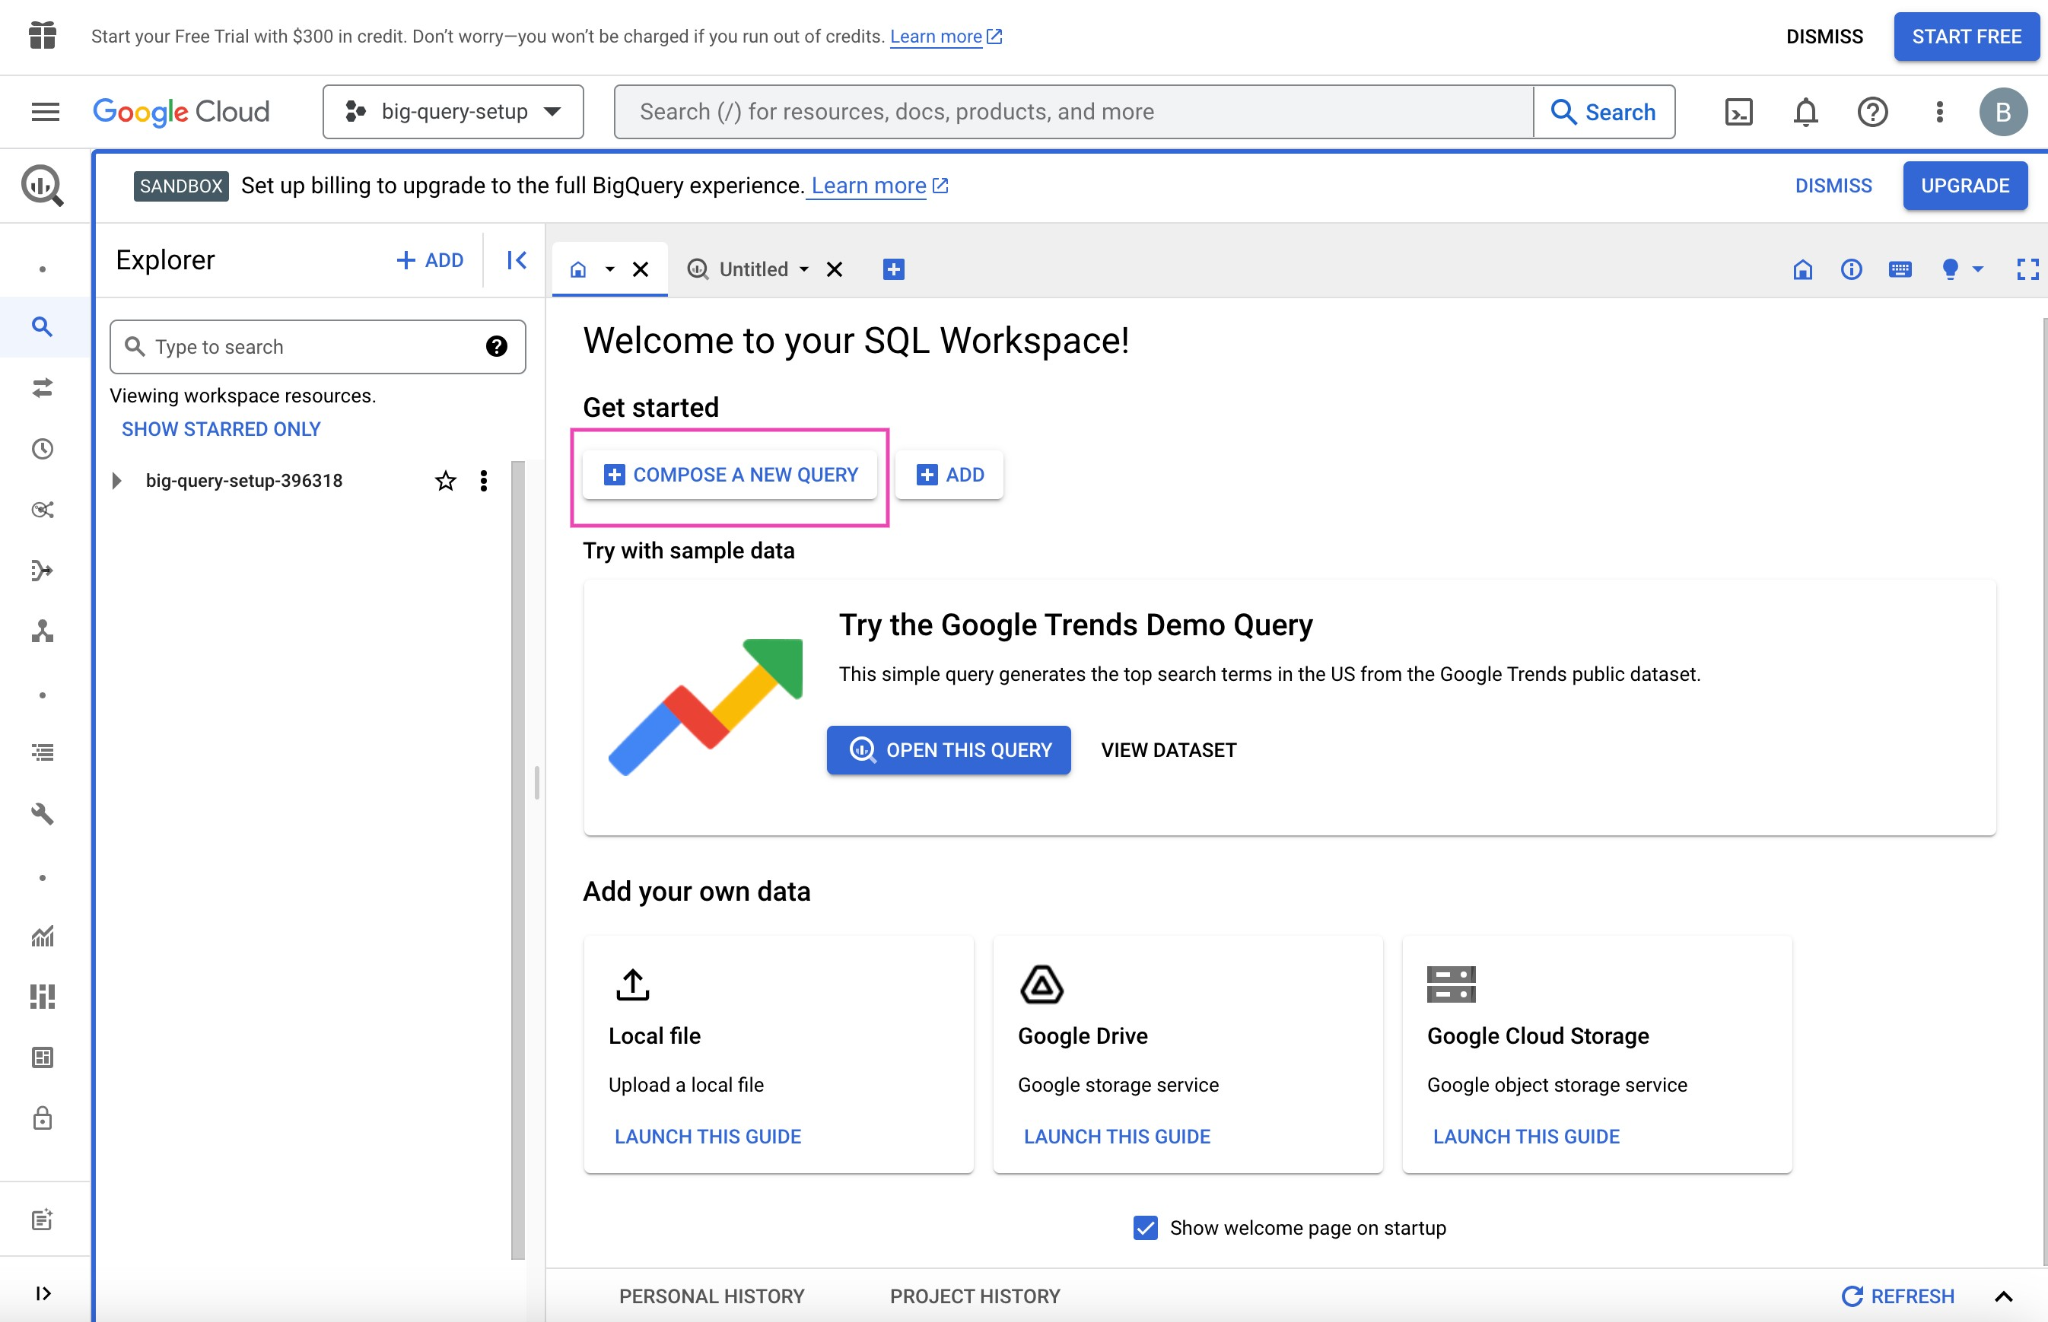 Start your Free Trial with $300 in credit. Don’t worry—you won’t be charged if you run out of credits. Learn more
DISMISS
START FREE
Google Cloud
big-query-setup
Search (/) for resources, docs, products, and more
Search
B
SANDBOX Set up billing to upgrade to the full BigQuery experience. Learn more
DISMISS
UPGRADE
Explorer
+ ADD
Untitled
Type to search
Viewing workspace resources.
SHOW STARRED ONLY
big-query-setup-396318
Welcome to your SQL Workspace!
Get started
COMPOSE A NEW QUERY
ADD
Try with sample data
Try the Google Trends Demo Query
This simple query generates the top search terms in the US from the Google Trends public dataset.
OPEN THIS QUERY
VIEW DATASET
Add your own data
Local file
Upload a local file
LAUNCH THIS GUIDE
Google Drive
Google storage service
LAUNCH THIS GUIDE
Google Cloud Storage
Google object storage service
LAUNCH THIS GUIDE
Show welcome page on startup
PERSONAL HISTORY
PROJECT HISTORY
REFRESH